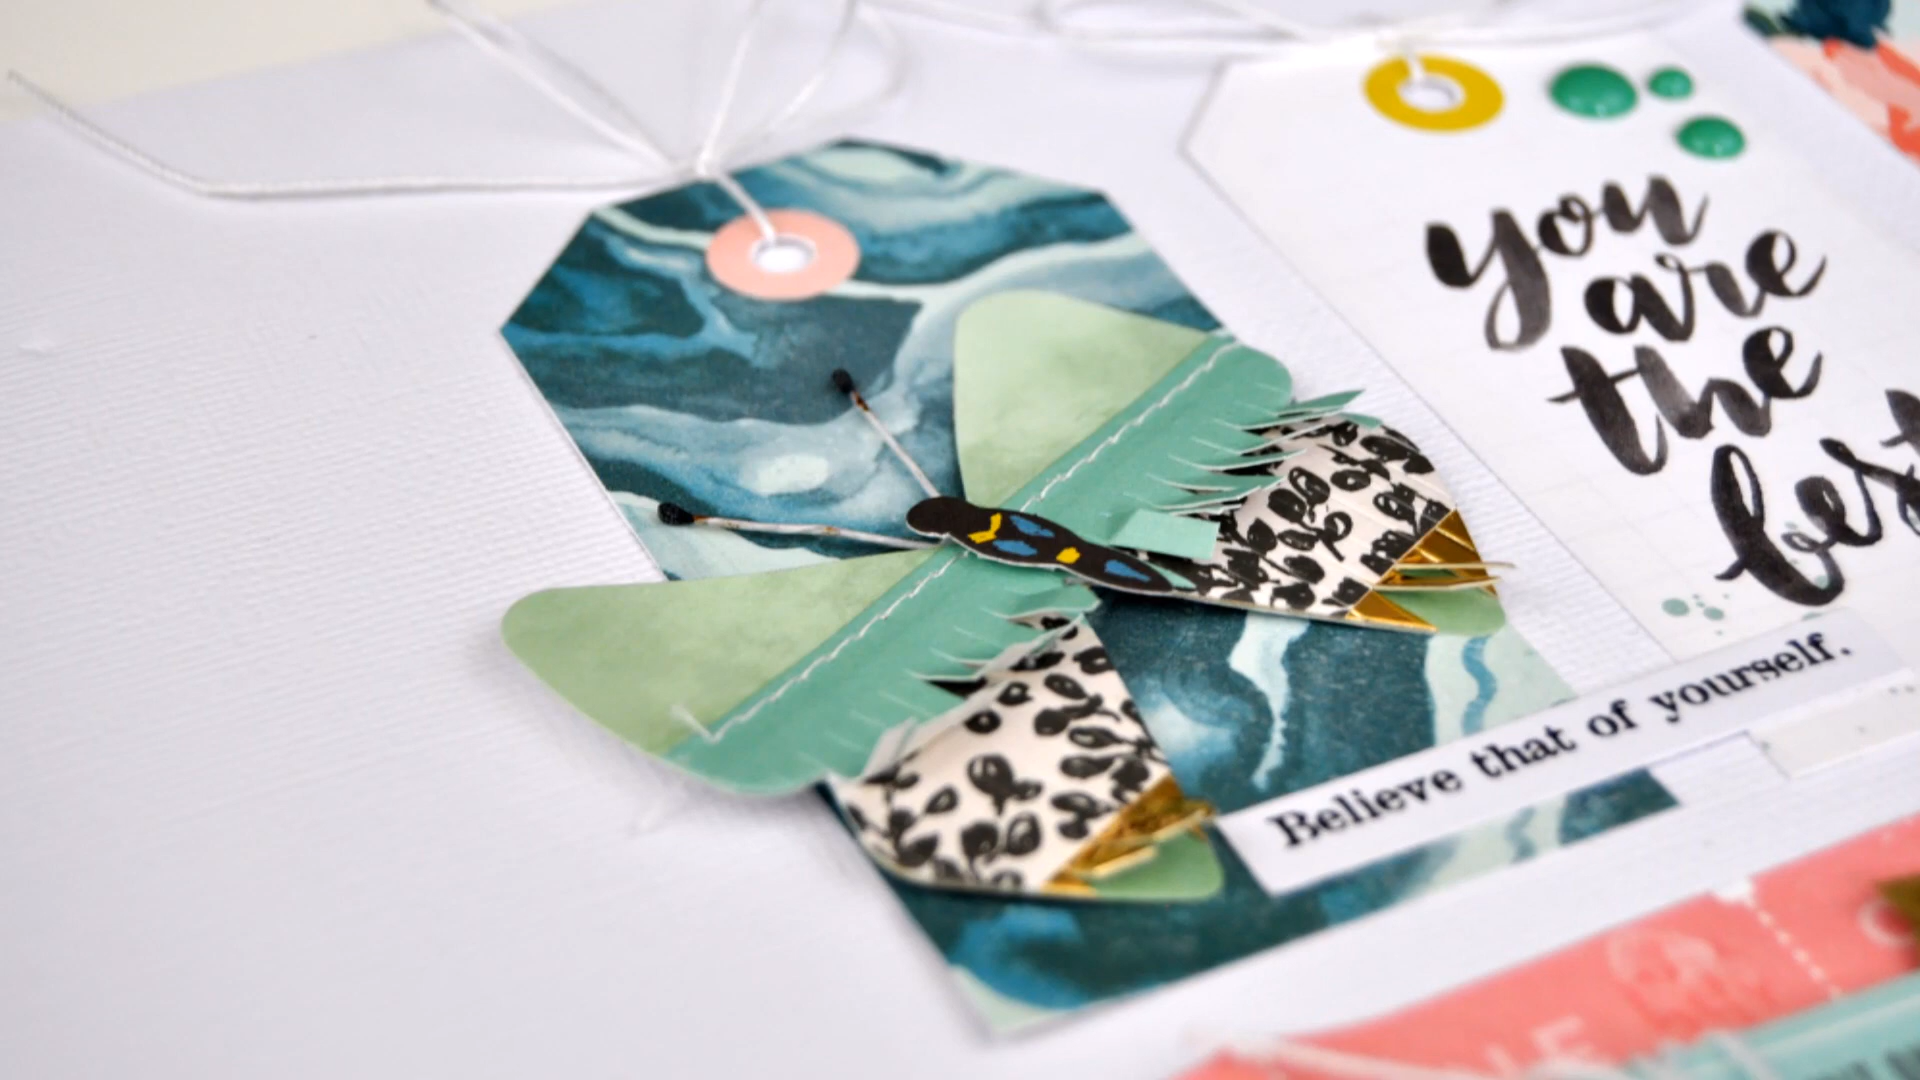 you
are
the
best
Believe that of yourself.